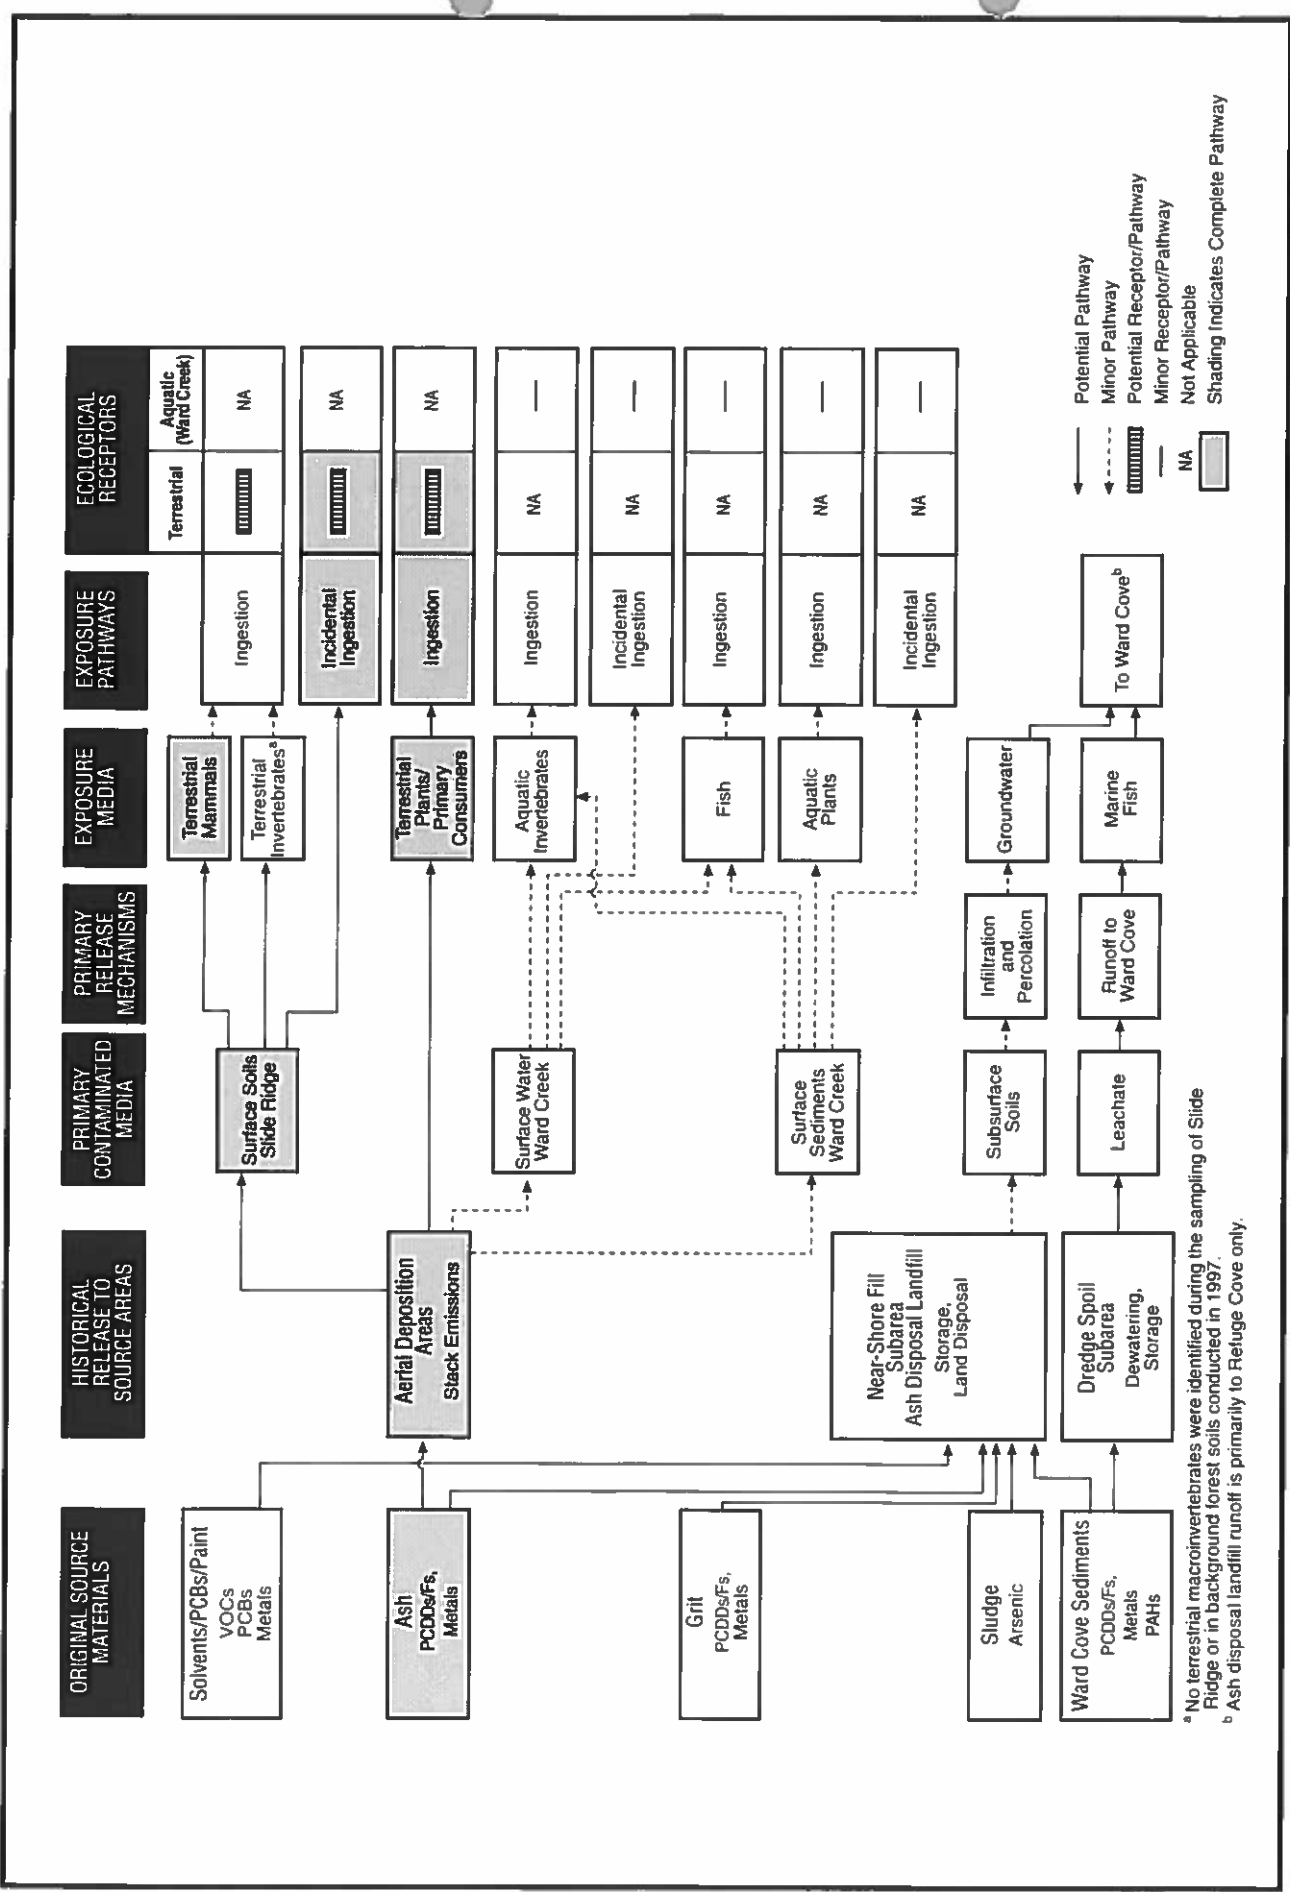 ORIGINAL SOURCE
MATERIALS
HISTORICAL
RELEASE TO
SOURCE AREAS
PRIMARY
CONTAMINATED
MEDIA
PRIMARY
RELEASE
MECHANISMS
EXPOSURE
MEDIA
EXPOSURE
PATHWAYS
ECOLOGICAL
RECEPTORS
Terrestrial
Aquatic
(Ward Creek)
Solvents/PCBs/Paint
VOCs
PCBs
Metals
Ash
PCDDs/Fs,
Metals
Grit
PCDDs/Fs,
Metals
Sludge
Arsenic
Ward Cove Sediments
PCDDs/Fs,
Metals
PAHs
Aerial Deposition
Areas
Stack Emissions
Near-Shore Fill
Subarea
Ash Disposal Landfill
Storage,
Land Disposal
Dredge Spoil
Subarea
Dewatering,
Storage
Surface Soils
Slide Ridge
Surface Water
Ward Creek
Surface
Sediments
Ward Creek
Subsurface
Soils
Leachate
Infiltration
and
Percolation
Runoff to
Ward Cove
Terrestrial
Mammals
Terrestrial
Invertebratesᵃ
Terrestrial
Plants/
Primary
Consumers
Aquatic
Invertebrates
Fish
Aquatic
Plants
Groundwater
Marine
Fish
Ingestion
NA
Incidental
Ingestion
NA
Ingestion
NA
Ingestion
NA
—
Incidental
Ingestion
NA
—
Ingestion
NA
—
Ingestion
NA
—
Incidental
Ingestion
NA
—
To Ward Coveᵇ
Potential Pathway
Minor Pathway
Potential Receptor/Pathway
— Minor Receptor/Pathway
NA Not Applicable
Shading Indicates Complete Pathway
ᵃ No terrestrial macroinvertebrates were identified during the sampling of Slide
Ridge or in background forest soils conducted in 1997.
ᵇ Ash disposal landfill runoff is primarily to Refuge Cove only.